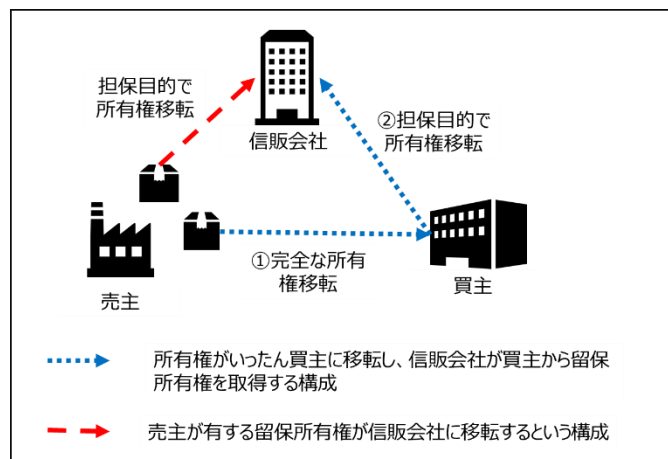 担保目的で
所有権移転
信販会社
②担保目的で
所有権移転
①完全な所有
権移転
売主
買主
所有権がいったん買主に移転し、信販会社が買主から留保
所有権を取得する構成
売主が有する留保所有権が信販会社に移転するという構成